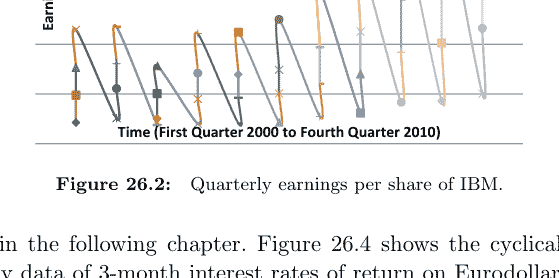 Earni
Time (First Quarter 2000 to Fourth Quarter 2010)
Figure 26.2: Quarterly earnings per share of IBM.
in the following chapter. Figure 26.4 shows the cyclical
y data of 3-month interest rates of return on Eurodollar